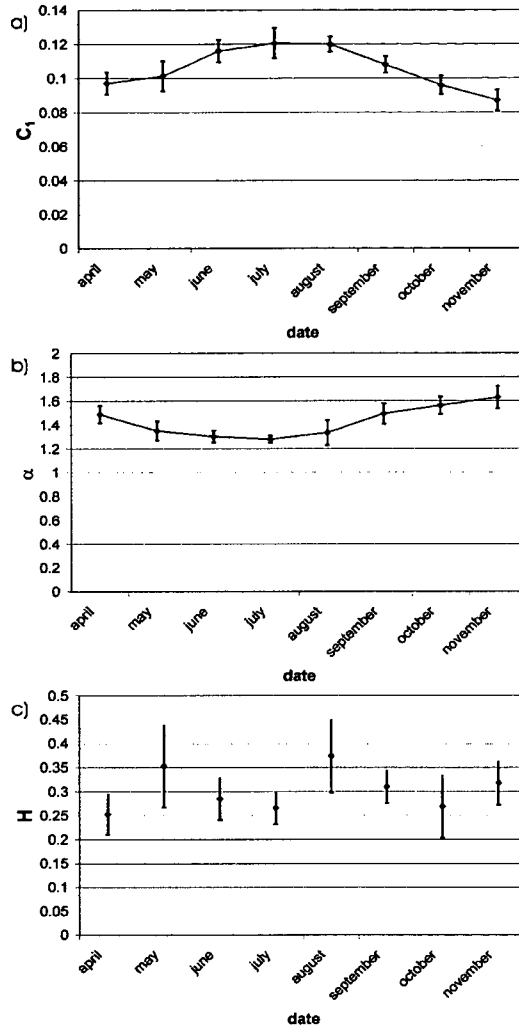 a)
0.14
0.12
0.1
0.08
0.06
0.04
0.02
0
C1
april
may
june
july
august
september
october
november
date
b)
2
1.8
1.6
1.4
1.2
1
0.8
0.6
0.4
0.2
0
α
april
may
june
july
august
september
october
november
date
c)
0.5
0.45
0.4
0.35
0.3
0.25
0.2
0.15
0.1
0.05
0
H
april
may
june
july
august
september
october
november
date